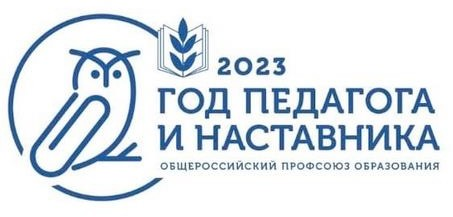 2023
ГОД ПЕДАГОГА
И НАСТАВНИКА
ОБЩЕРОССИЙСКИЙ ПРОФСОЮЗ ОБРАЗОВАНИЯ